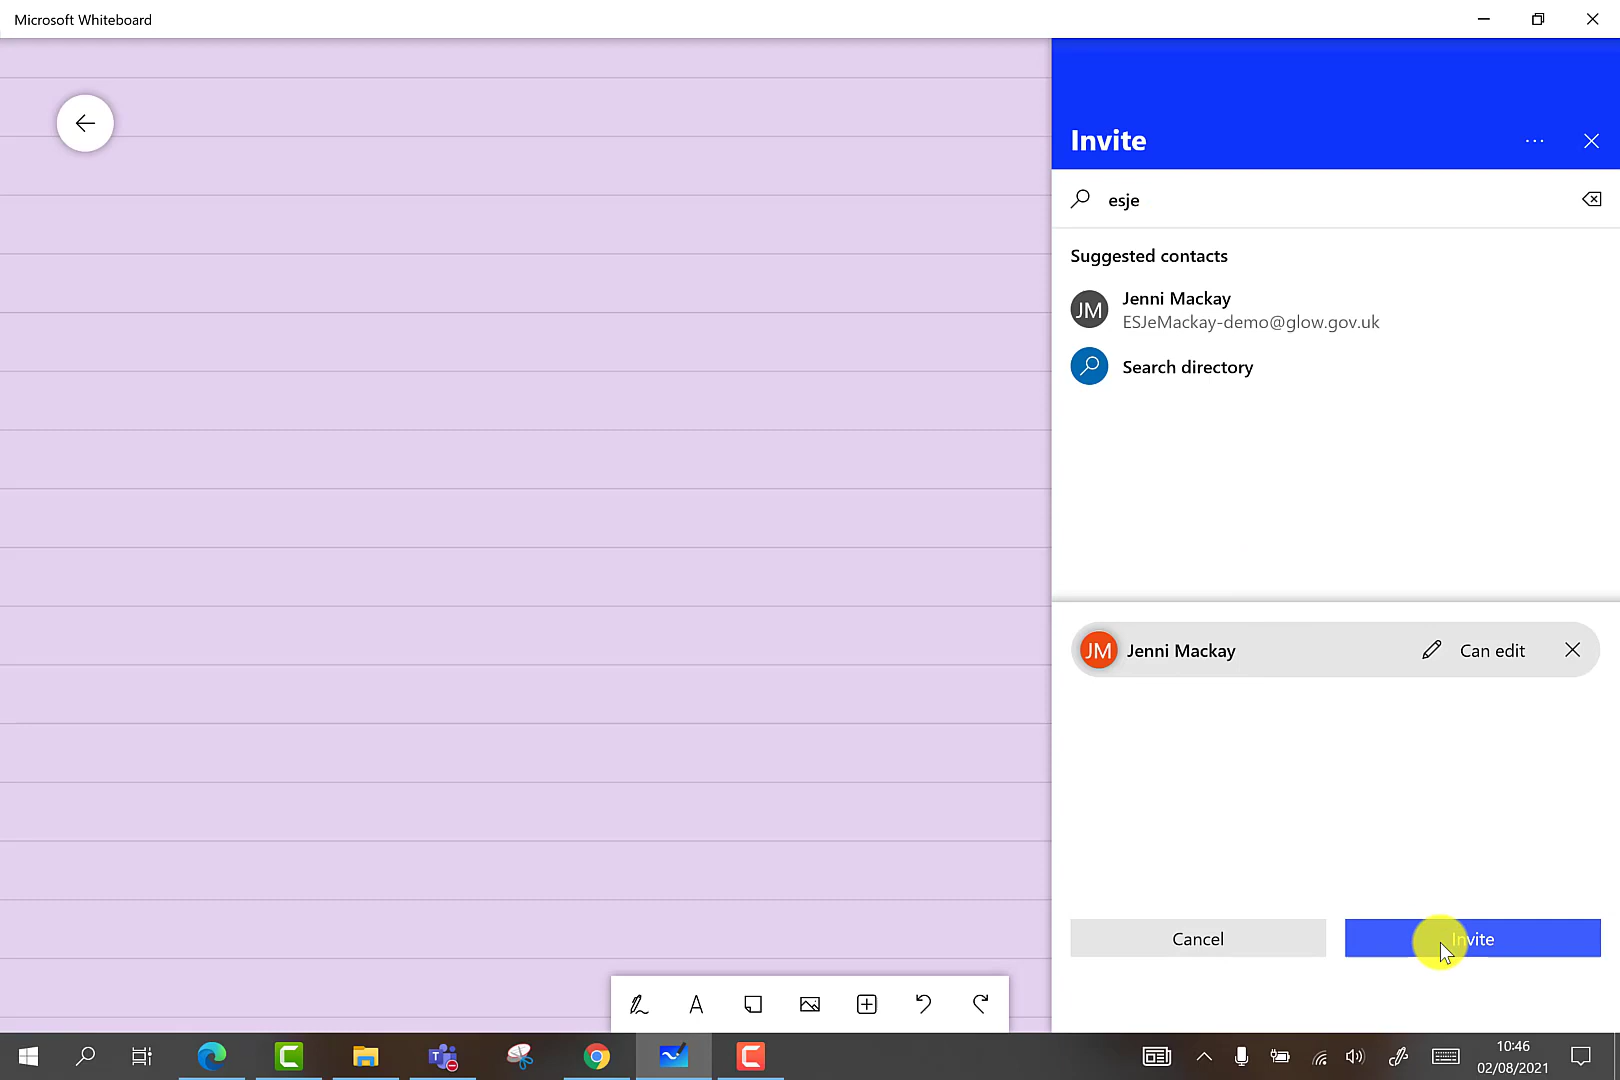 Microsoft Whiteboard
Invite
esje
Suggested contacts
JM
Jenni Mackay
ESJeMackay-demo@glow.gov.uk
Search directory
JM Jenni Mackay Can edit
Cancel
Invite
10:46
02/08/2021